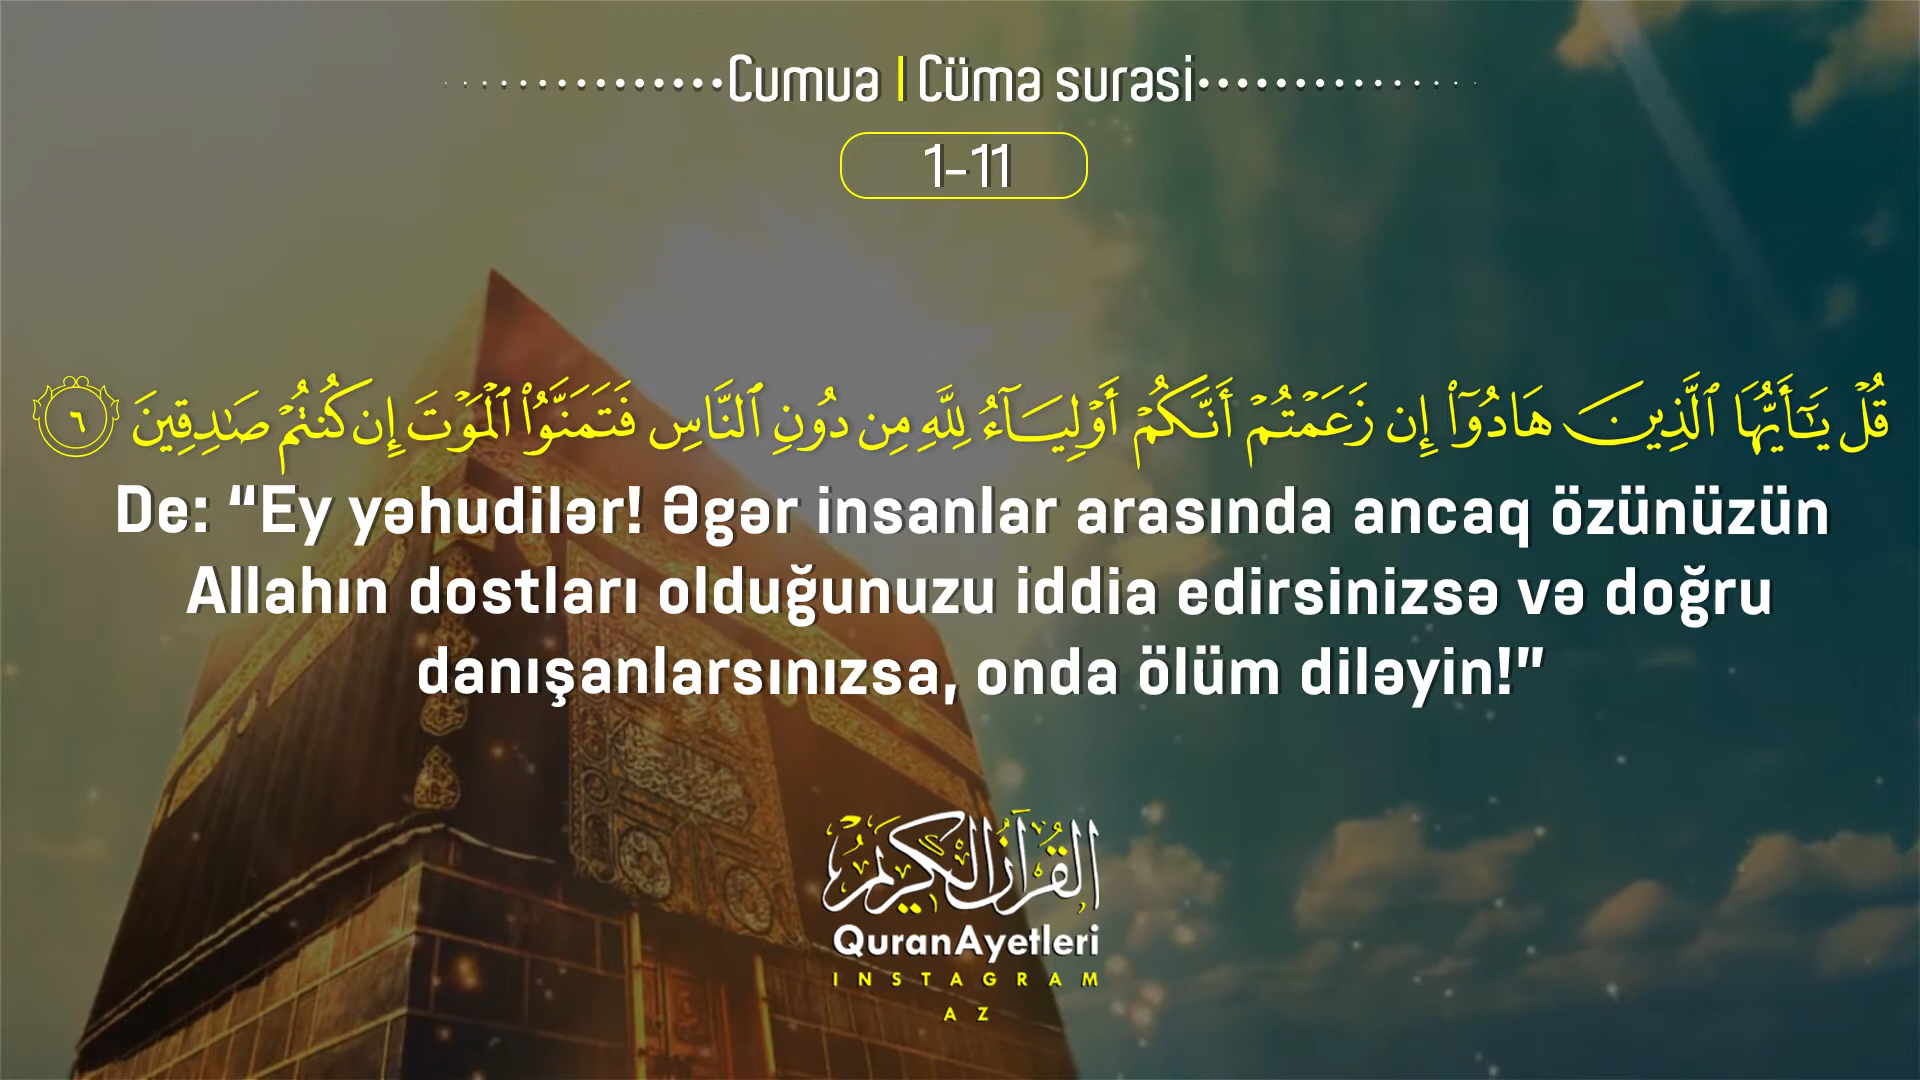 Cumua | Cüma surasi
1-11
قُلْ يَـٰٓأَيُّهَا ٱلَّذِينَ هَادُوٓا۟ إِن زَعَمْتُمْ أَنَّكُمْ أَوْلِيَآءُ لِلَّهِ مِن دُونِ ٱلنَّاسِ فَتَمَنَّوُا۟ ٱلْمَوْتَ إِن كُنتُمْ صَـٰدِقِينَ ٦
De: “Ey yəhudilər! Əgər insanlar arasında ancaq özünüzün
Allahın dostları olduğunuzu iddia edirsinizsə və doğru
danışanlarsınızsa, onda ölüm diləyin!”
القرآن الكريم
QuranAyetleri
INSTAGRAM
AZ